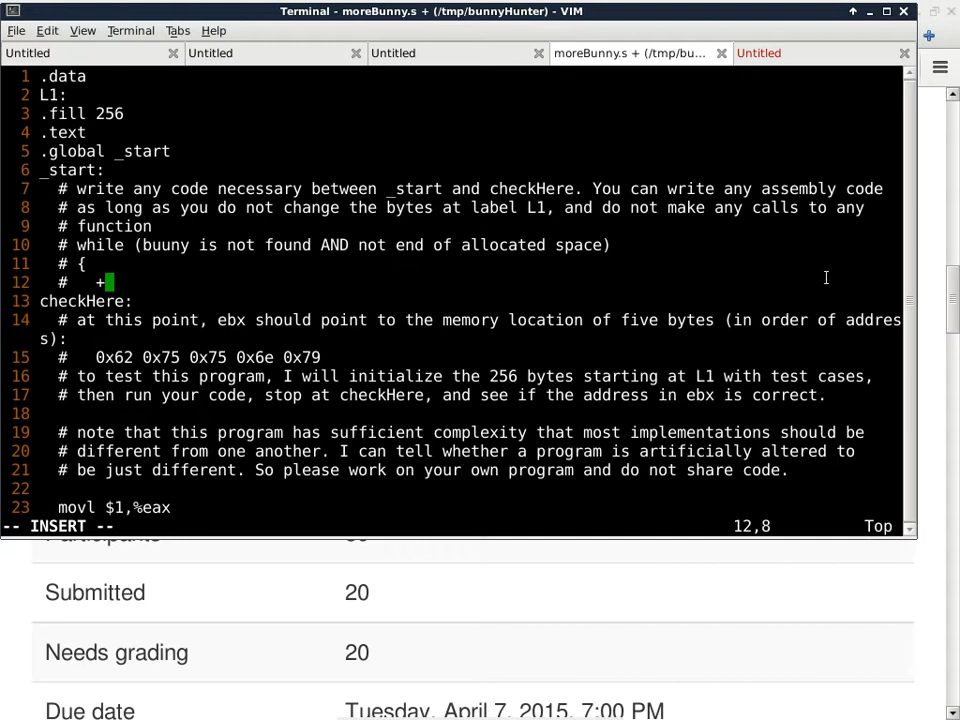 Terminal - moreBunny.s + (/tmp/bunnyHunter) - VIM
File Edit View Terminal Tabs Help
Untitled Untitled Untitled moreBunny.s + (/tmp/bu... Untitled
1 .data
2 L1:
3 .fill 256
4 .text
5 .global _start
6 _start:
7 # write any code necessary between _start and checkHere. You can write any assembly code
8 # as long as you do not change the bytes at label L1, and do not make any calls to any
9 # function
10 # while (buuny is not found AND not end of allocated space)
11 # {
12 #   +
13 checkHere:
14 # at this point, ebx should point to the memory location of five bytes (in order of addres
s):
15 #   0x62 0x75 0x75 0x6e 0x79
16 # to test this program, I will initialize the 256 bytes starting at L1 with test cases,
17 # then run your code, stop at checkHere, and see if the address in ebx is correct.
18
19 # note that this program has sufficient complexity that most implementations should be
20 # different from one another. I can tell whether a program is artificially altered to
21 # be just different. So please work on your own program and do not share code.
22
23 movl $1,%eax
-- INSERT -- 12,8 Top
Submitted 20
Needs grading 20
Due date Tuesday, April 7, 2015, 7:00 PM